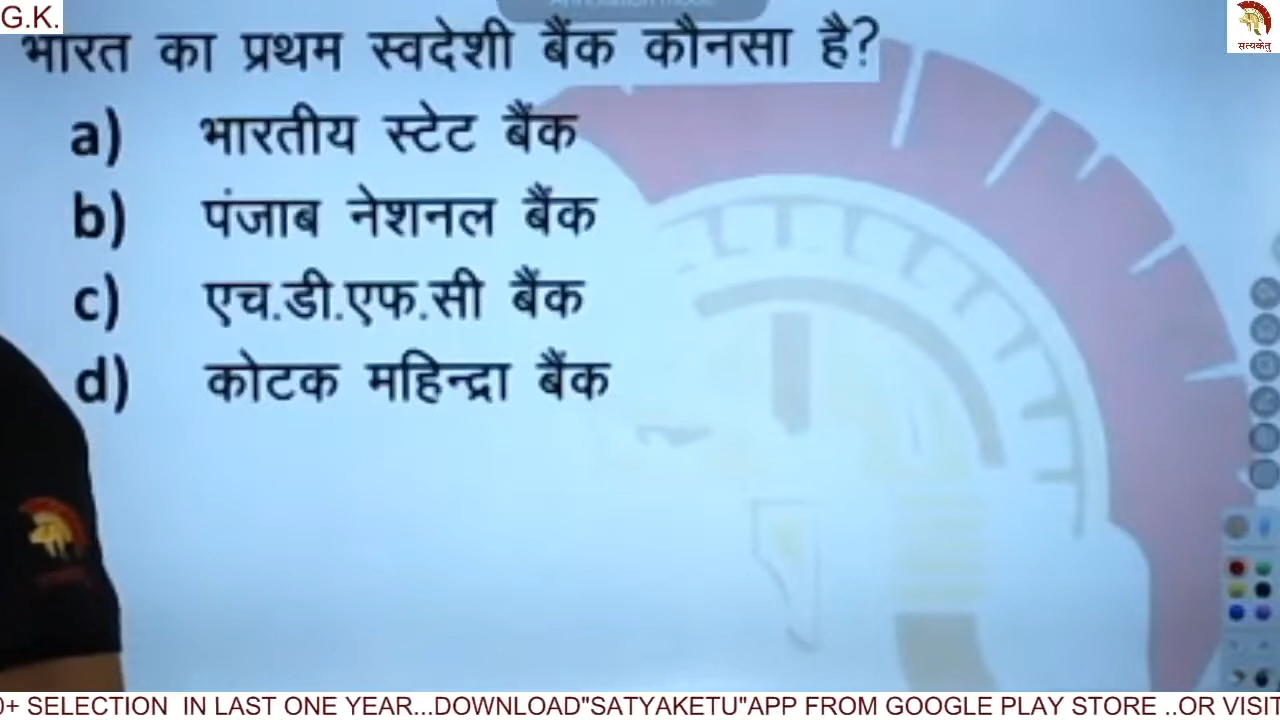 G.K.
भारत का प्रथम स्वदेशी बैंक कौनसा है?
a) भारतीय स्टेट बैंक
b) पंजाब नेशनल बैंक
c) एच.डी.एफ.सी बैंक
d) कोटक महिन्द्रा बैंक
सत्यकेतु
0+ SELECTION IN LAST ONE YEAR...DOWNLOAD"SATYAKETU"APP FROM GOOGLE PLAY STORE ..OR VISIT